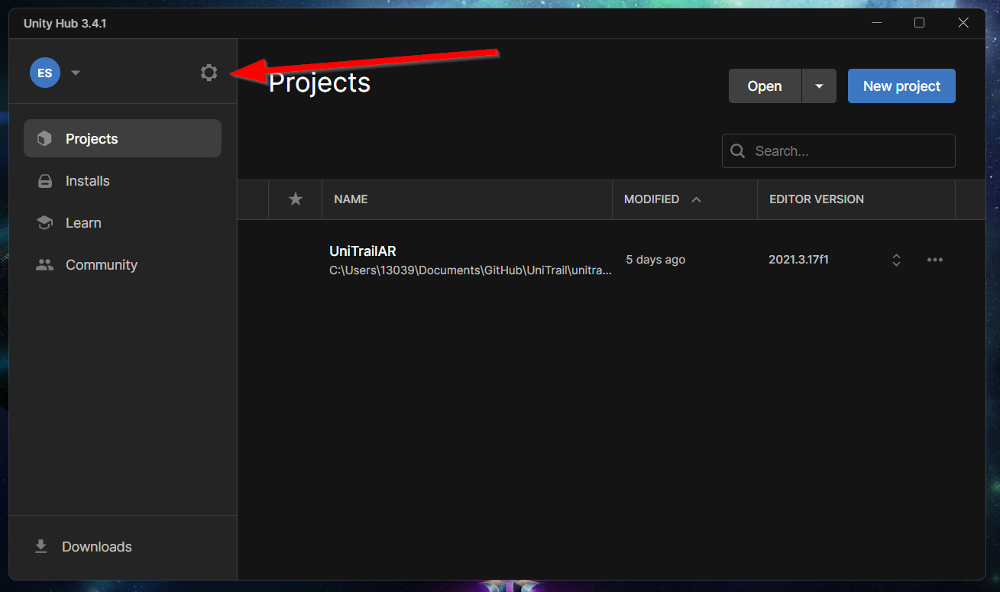 Unity Hub 3.4.1
ES
Projects
Installs
Learn
Community
Downloads
Projects
Open
New project
Search...
NAME
MODIFIED
EDITOR VERSION
UniTrailAR
C:\Users\13039\Documents\GitHub\UniTrail\unitra...
5 days ago
2021.3.17f1